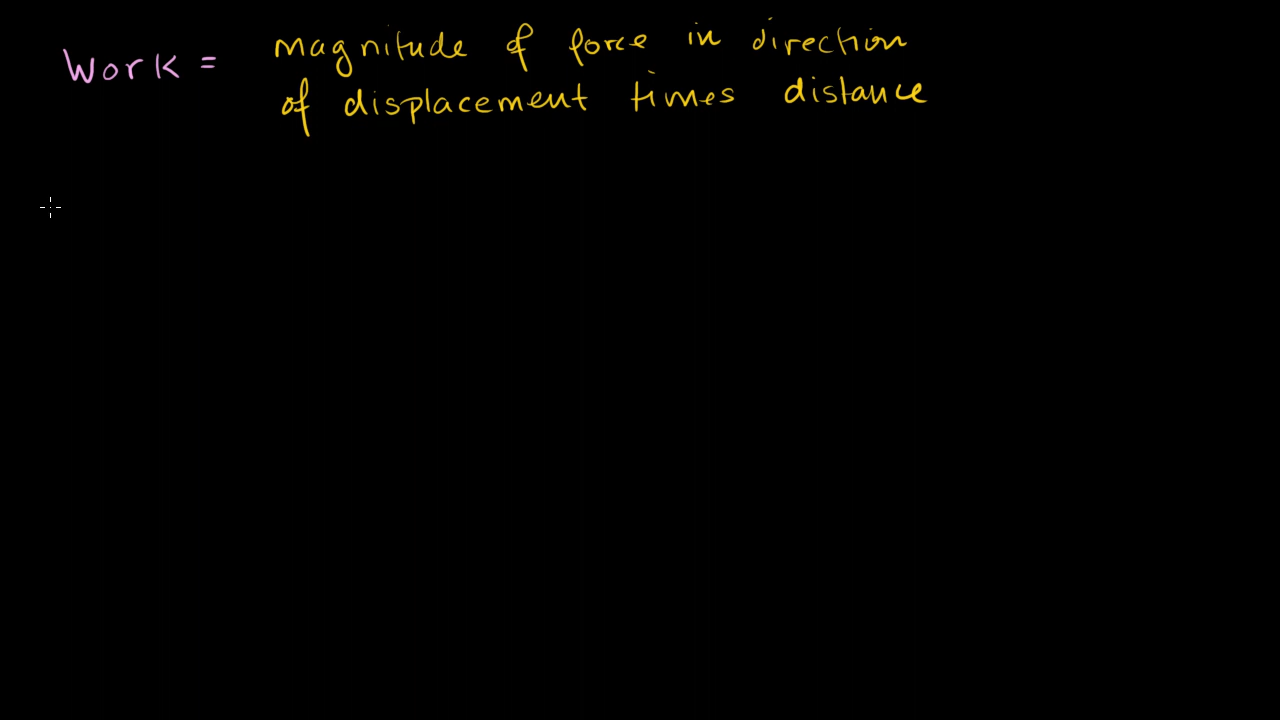 Work = magnitude of force in direction
of displacement times distance